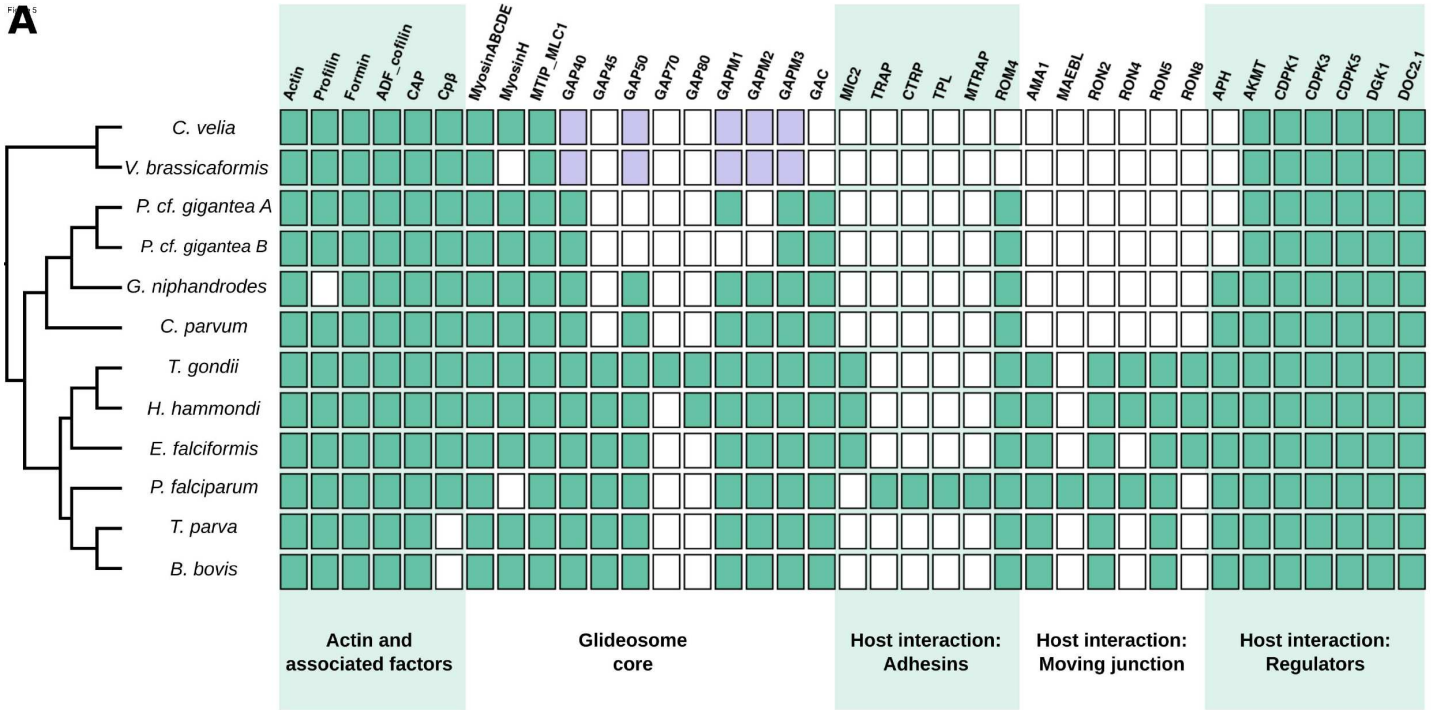 Figure 5
A
Actin
Profilin
Formin
ADF_cofilin
CAP
Cpβ
MyosinABCDE
MyosinH
MTIP_MLC1
GAP40
GAP45
GAP50
GAP70
GAP80
GAPM1
GAPM2
GAPM3
GAC
MIC2
TRAP
CTRP
TPL
MTRAP
ROM4
AMA1
MAEBL
RON2
RON4
RON5
RON8
APH
AKMT
CDPK1
CDPK3
CDPK5
DGK1
DOC2.1
C. velia
V. brassicaformis
P. cf. gigantea A
P. cf. gigantea B
G. niphandrodes
C. parvum
T. gondii
H. hammondi
E. falciformis
P. falciparum
T. parva
B. bovis
Actin and
associated factors
Glideosome
core
Host interaction:
Adhesins
Host interaction:
Moving junction
Host interaction:
Regulators